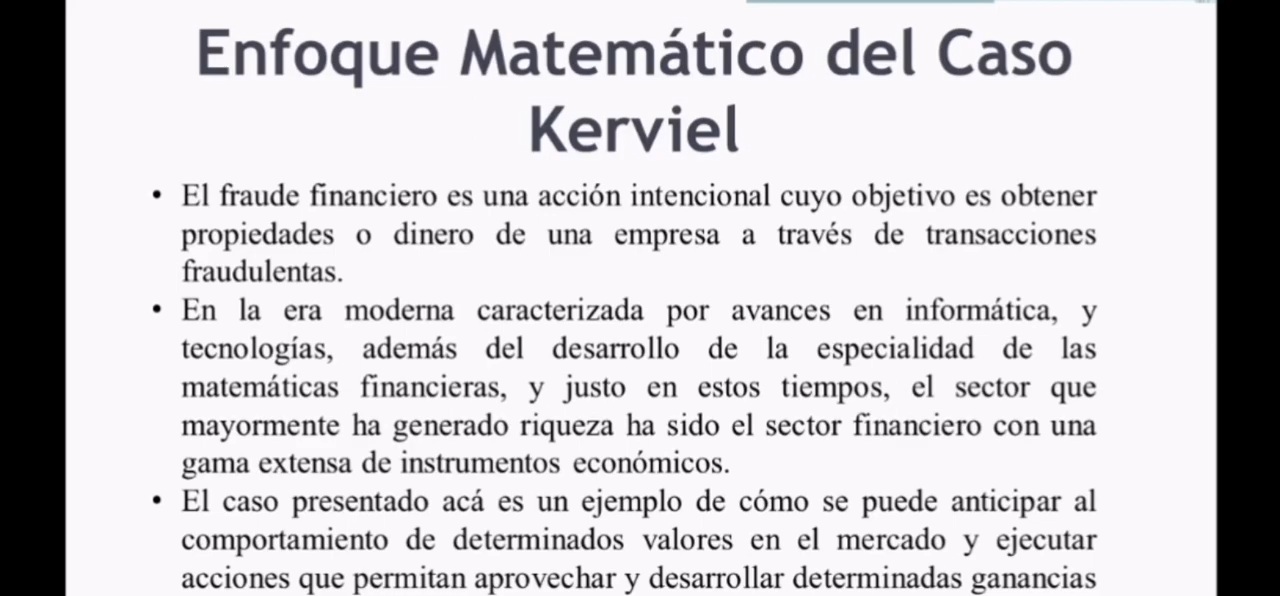 Enfoque Matemático del Caso
Kerviel
• El fraude financiero es una acción intencional cuyo objetivo es obtener
propiedades o dinero de una empresa a través de transacciones
fraudulentas.
• En la era moderna caracterizada por avances en informática, y
tecnologías, además del desarrollo de la especialidad de las
matemáticas financieras, y justo en estos tiempos, el sector que
mayormente ha generado riqueza ha sido el sector financiero con una
gama extensa de instrumentos económicos.
• El caso presentado acá es un ejemplo de cómo se puede anticipar al
comportamiento de determinados valores en el mercado y ejecutar
acciones que permitan aprovechar y desarrollar determinadas ganancias